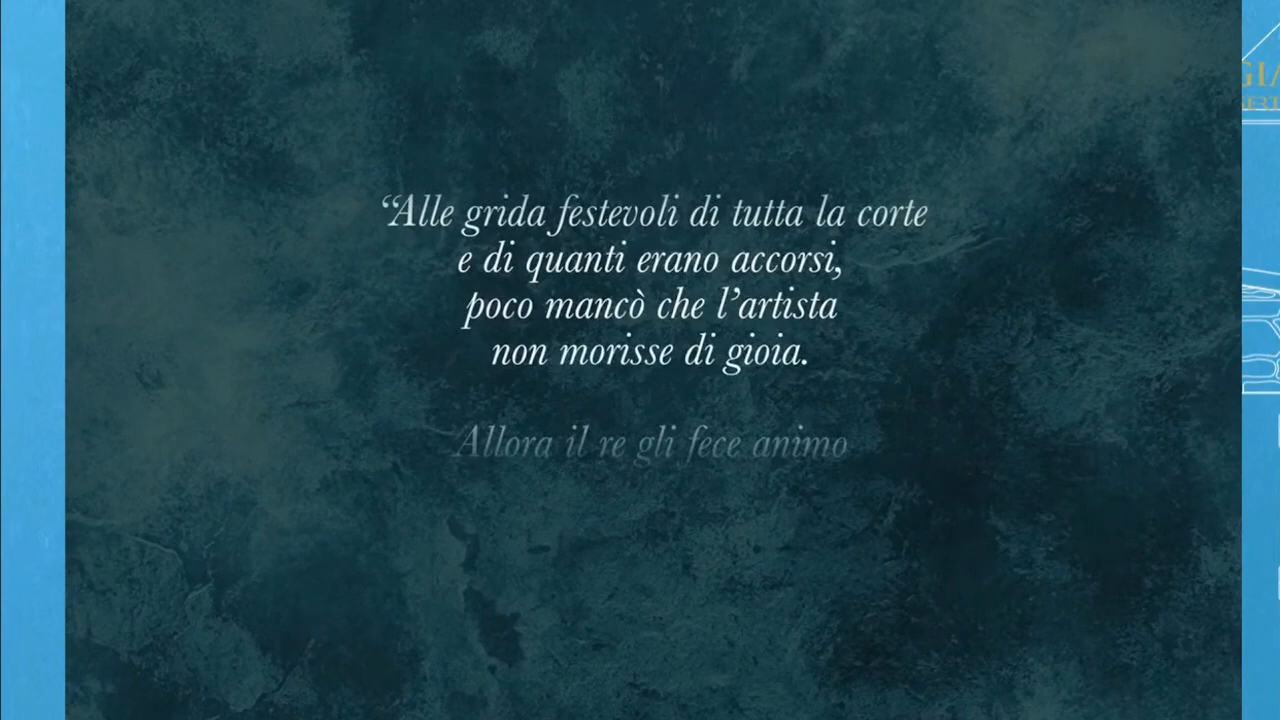 “Alle grida festevoli di tutta la corte
e di quanti erano accorsi,
poco mancò che l’artista
non morisse di gioia.
Allora il re gli fece animo